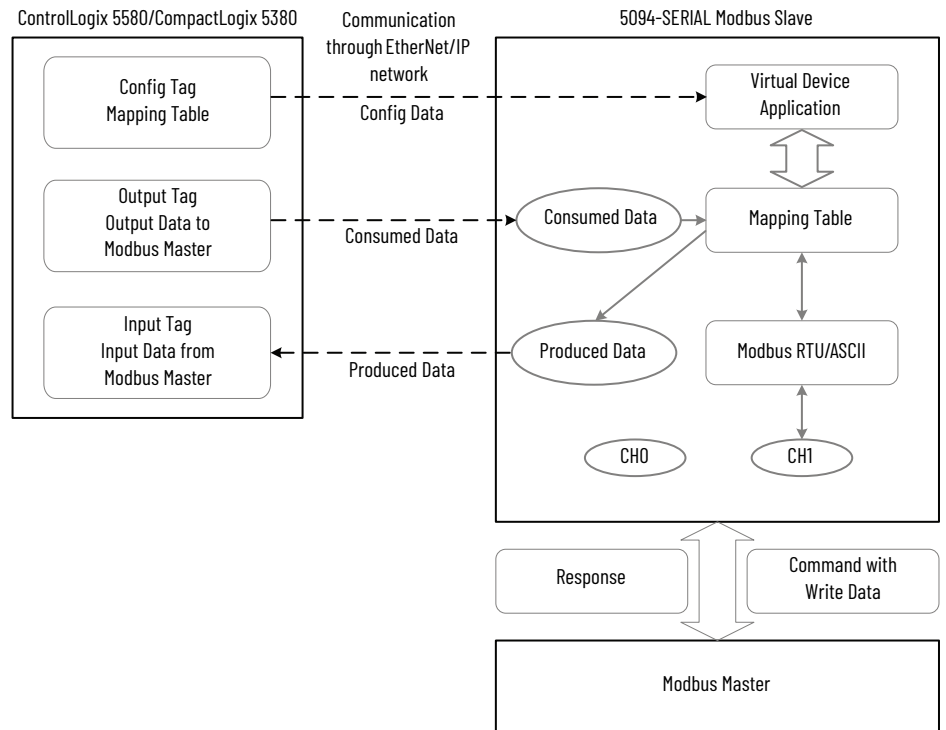 ControlLogix 5580/CompactLogix 5380
Communication
through EtherNet/IP
network
5094-SERIAL Modbus Slave
Config Tag
Mapping Table
Config Data
Virtual Device
Application
Output Tag
Output Data to
Modbus Master
Consumed Data
Consumed Data
Mapping Table
Input Tag
Input Data from
Modbus Master
Produced Data
Produced Data
Modbus RTU/ASCII
CH0
CH1
Response
Command with
Write Data
Modbus Master